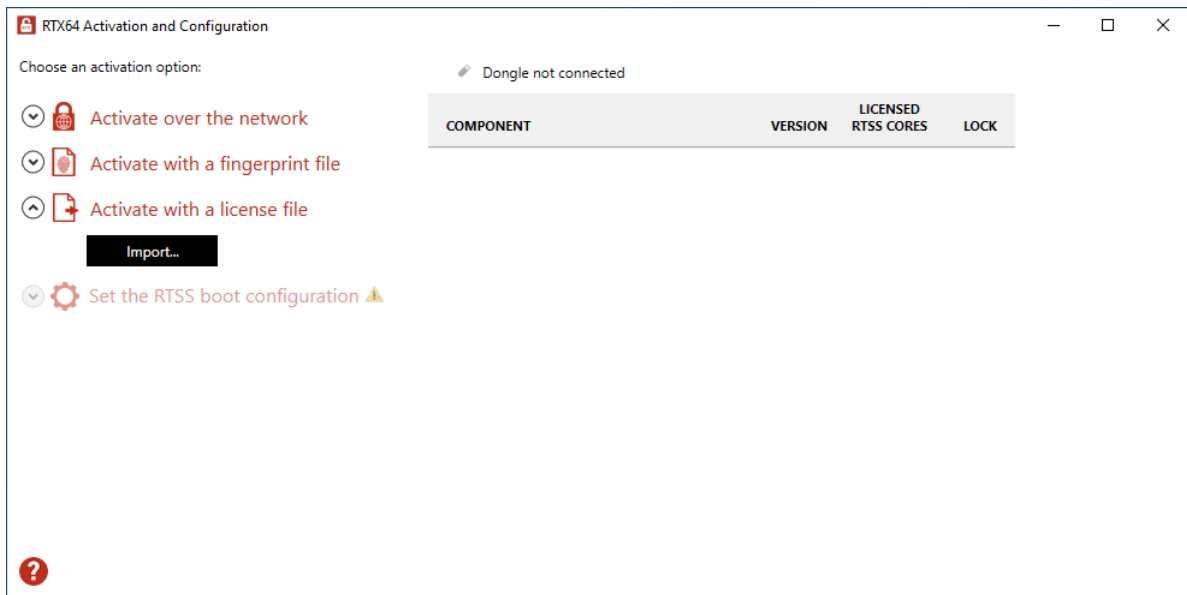 RTX64 Activation and Configuration
Choose an activation option:
Activate over the network
Activate with a fingerprint file
Activate with a license file
Import...
Set the RTSS boot configuration
Dongle not connected
COMPONENT
VERSION
LICENSED
RTSS CORES
LOCK
?